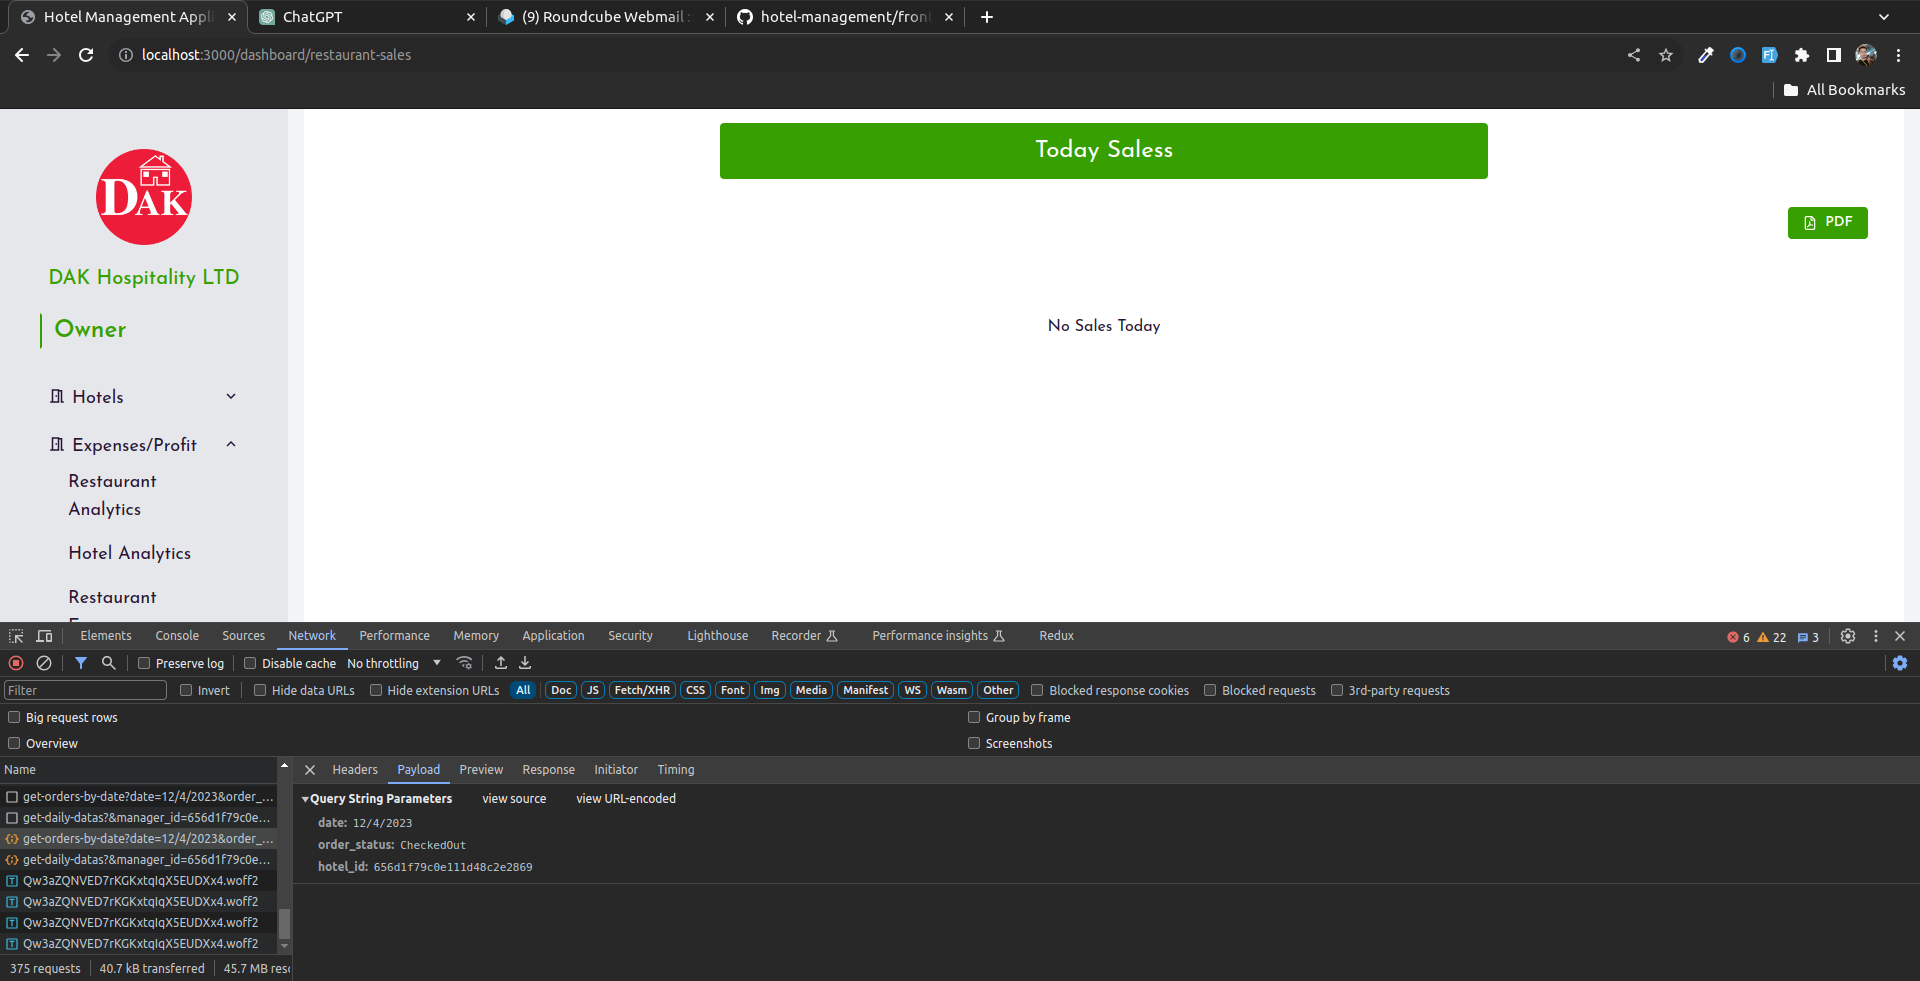 Hotel Management Appli
ChatGPT
(9) Roundcube Webmail :
hotel-management/front
localhost:3000/dashboard/restaurant-sales
All Bookmarks
DAK
DAK Hospitality LTD
Owner
Hotels
Expenses/Profit
Restaurant
Analytics
Hotel Analytics
Restaurant
Today Saless
PDF
No Sales Today
Elements Console Sources Network Performance Memory Application Security Lighthouse Recorder Performance insights Redux 6 22 3
Preserve log Disable cache No throttling
Filter Invert Hide data URLs Hide extension URLs All Doc JS Fetch/XHR CSS Font Img Media Manifest WS Wasm Other Blocked response cookies Blocked requests 3rd-party requests
Big request rows Group by frame
Overview Screenshots
Name
get-orders-by-date?date=12/4/2023&order_...
get-daily-datas?&manager_id=656d1f79c0e...
get-orders-by-date?date=12/4/2023&order_...
get-daily-datas?&manager_id=656d1f79c0e...
Qw3aZQNVED7rKGKxtqIqX5EUDXx4.woff2
Qw3aZQNVED7rKGKxtqIqX5EUDXx4.woff2
Qw3aZQNVED7rKGKxtqIqX5EUDXx4.woff2
Qw3aZQNVED7rKGKxtqIqX5EUDXx4.woff2
375 requests 40.7 kB transferred 45.7 MB reso
Headers Payload Preview Response Initiator Timing
Query String Parameters view source view URL-encoded
date: 12/4/2023
order_status: CheckedOut
hotel_id: 656d1f79c0e111d48c2e2869